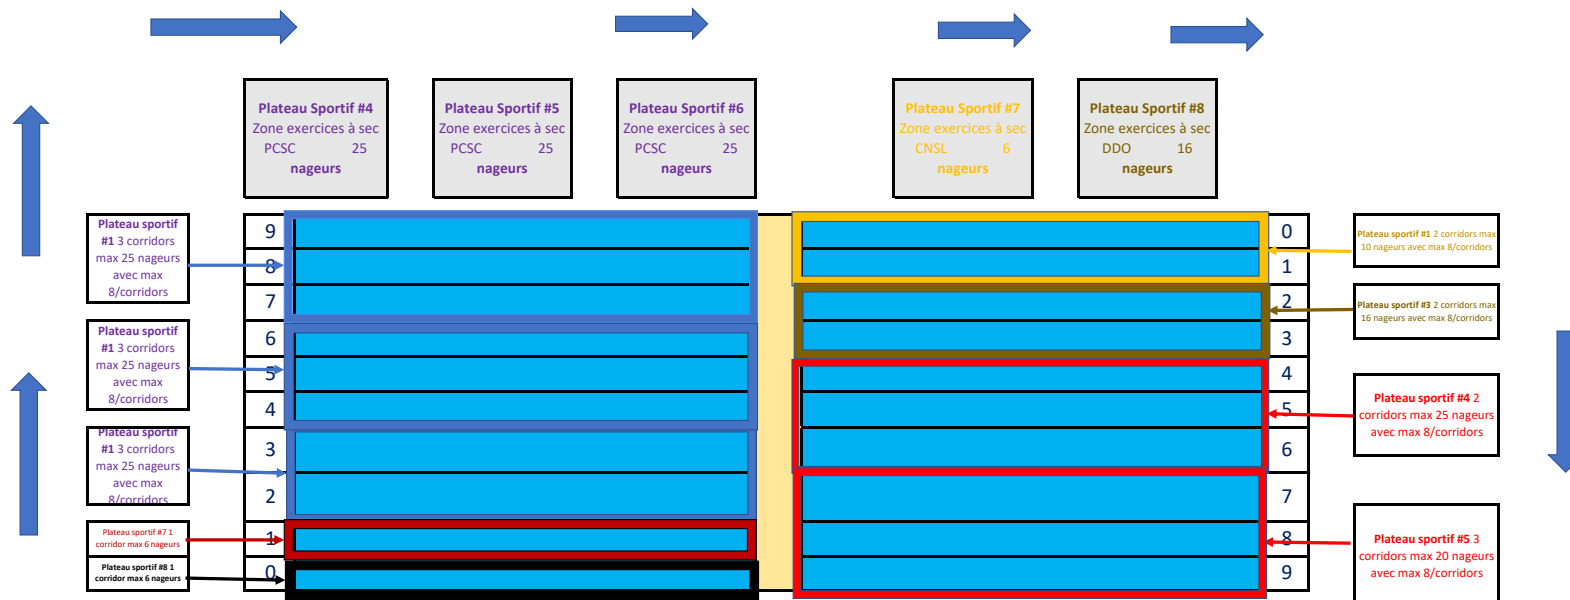 Plateau Sportif #4
Zone exercices à sec
PCSC 25
nageurs
Plateau Sportif #5
Zone exercices à sec
PCSC 25
nageurs
Plateau Sportif #6
Zone exercices à sec
PCSC 25
nageurs
Plateau Sportif #7
Zone exercices à sec
CNSL 6
nageurs
Plateau Sportif #8
Zone exercices à sec
DDO 16
nageurs
Plateau sportif
#1 3 corridors
max 25 nageurs
avec max
8/corridors
Plateau sportif
#1 3 corridors
max 25 nageurs
avec max
8/corridors
Plateau sportif
#1 3 corridors
max 25 nageurs
avec max
8/corridors
Plateau sportif #7 1
corridor max 6 nageurs
Plateau sportif #8 1
corridor max 6 nageurs
9
8
7
6
5
4
3
2
1
0
0
1
2
3
4
5
6
7
8
9
Plateau sportif #1 2 corridors max
10 nageurs avec max 8/corridors
Plateau sportif #3 2 corridors max
16 nageurs avec max 8/corridors
Plateau sportif #4 2
corridors max 25 nageurs
avec max 8/corridors
Plateau sportif #5 3
corridors max 20 nageurs
avec max 8/corridors